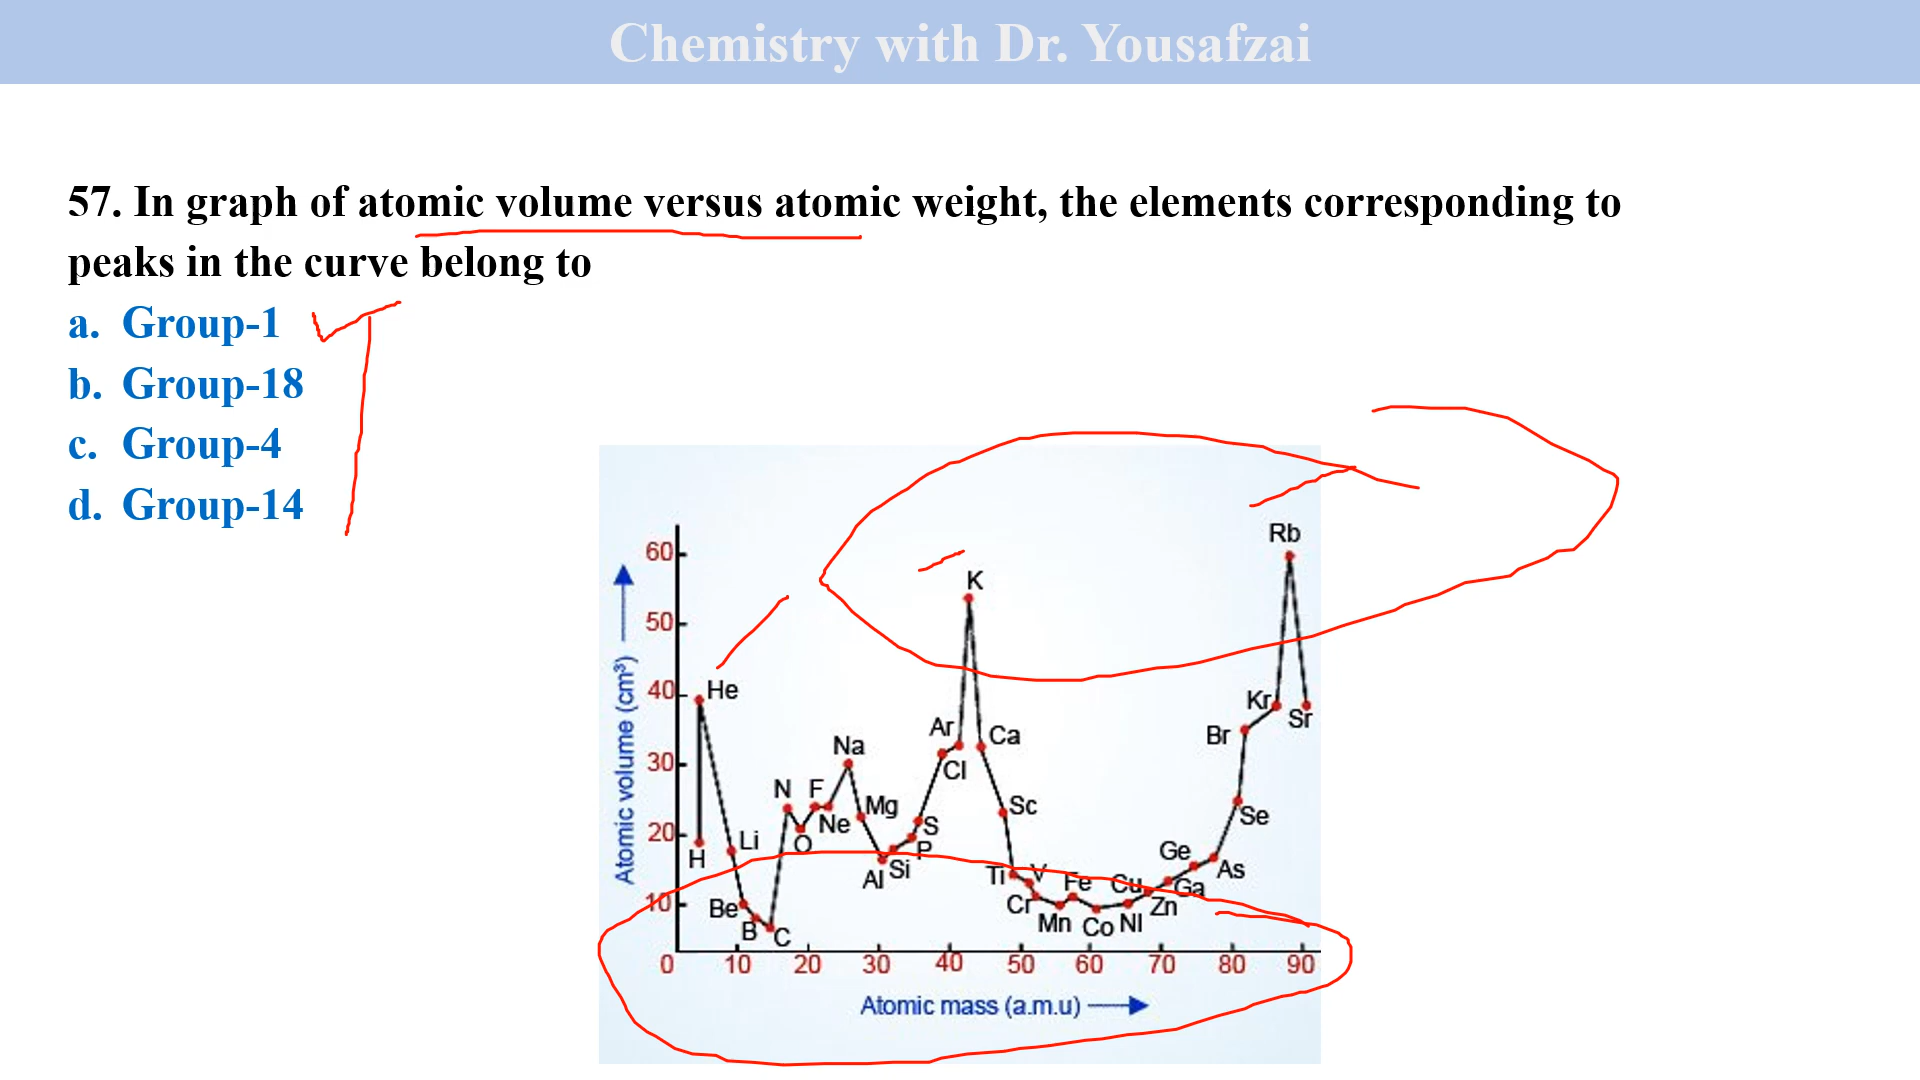 Chemistry with Dr. Yousafzai
57. In graph of atomic volume versus atomic weight, the elements corresponding to
peaks in the curve belong to
a. Group-1
b. Group-18
c. Group-4
d. Group-14
Rb
60
K
50
40
He
Kr
Sr
Ar
Ca
Br
Na
30
Cl
N
F
Mg
Sc
Se
Ne
S
20
Li
O
P
H
Ge
As
Al
Si
Ti
V
Fe
Cu
Ga
10
Be
Cr
Zn
B
C
Mn
Co
NI
0
10
20
30
40
50
60
70
80
90
Atomic volume (cm³)
Atomic mass (a.m.u)